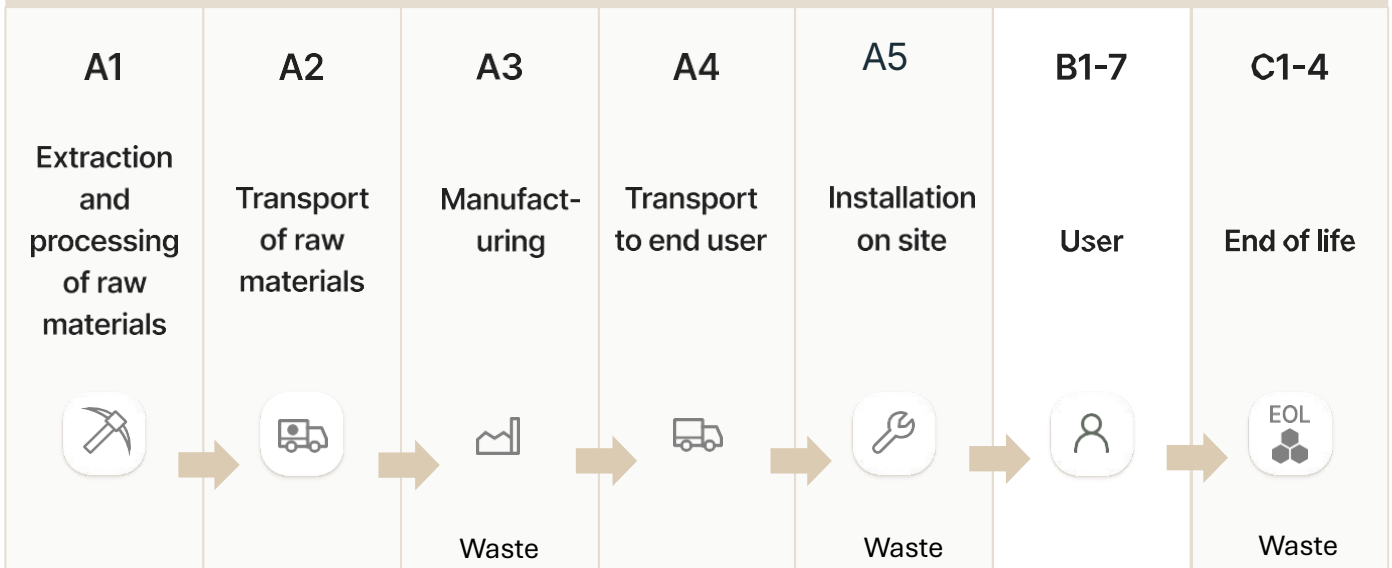 A1
Extraction
and
processing
of raw
materials
A2
Transport
of raw
materials
A3
Manufact-
uring
Waste
A4
Transport
to end user
A5
Installation
on site
Waste
B1-7
User
C1-4
End of life
EOL
Waste